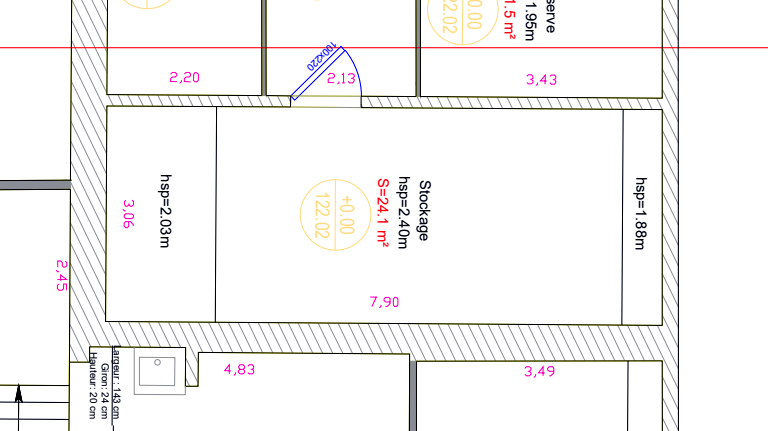 serve
1.95m
1.5 m²
+0.00
122.02
2,20
2,13
3,43
100x220
Stockage
hsp=2.40m
S=24.1 m²
+0.00
122.02
hsp=2.03m
3,06
hsp=1.88m
7,90
2,45
4,83
3,49
Largeur : 143 cm
Giron: 24 cm
Hauteur: 20 cm